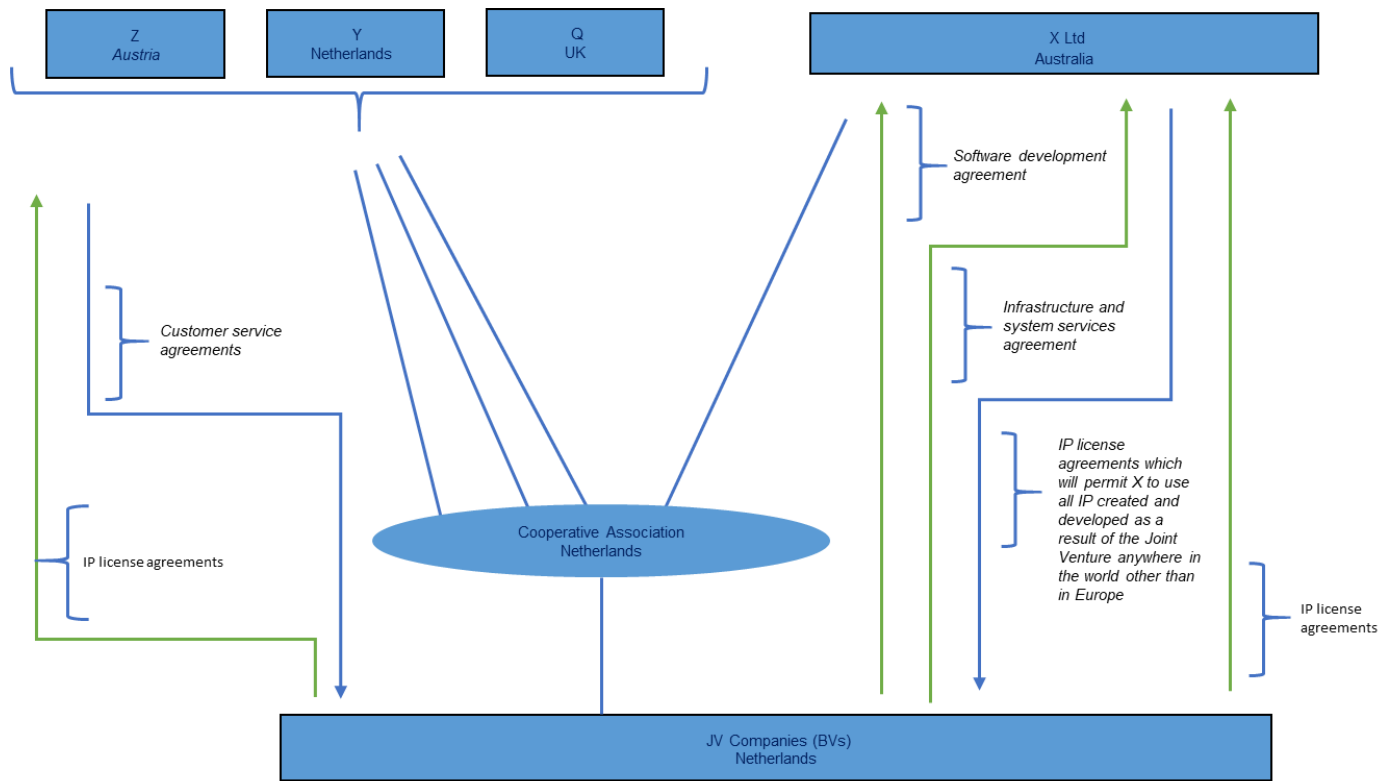 Z
Austria
Y
Netherlands
Q
UK
X Ltd
Australia
Software development
agreement
Customer service
agreements
Infrastructure and
system services
agreement
IP license
agreements which
will permit X to use
all IP created and
developed as a
result of the Joint
Venture anywhere in
the world other than
in Europe
Cooperative Association
Netherlands
IP license agreements
IP license
agreements
JV Companies (BVs)
Netherlands